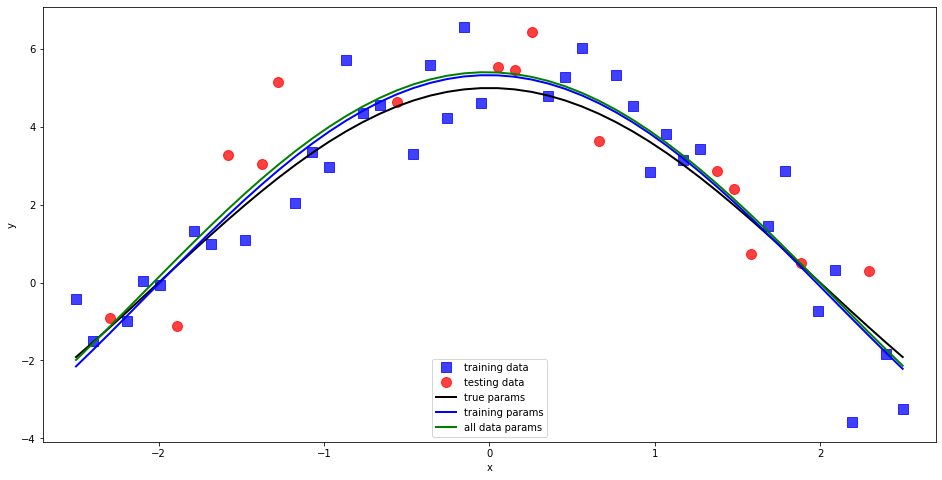 6
4
2
0
−2
−4
y
training data
testing data
true params
training params
all data params
−2
−1
0
1
2
x